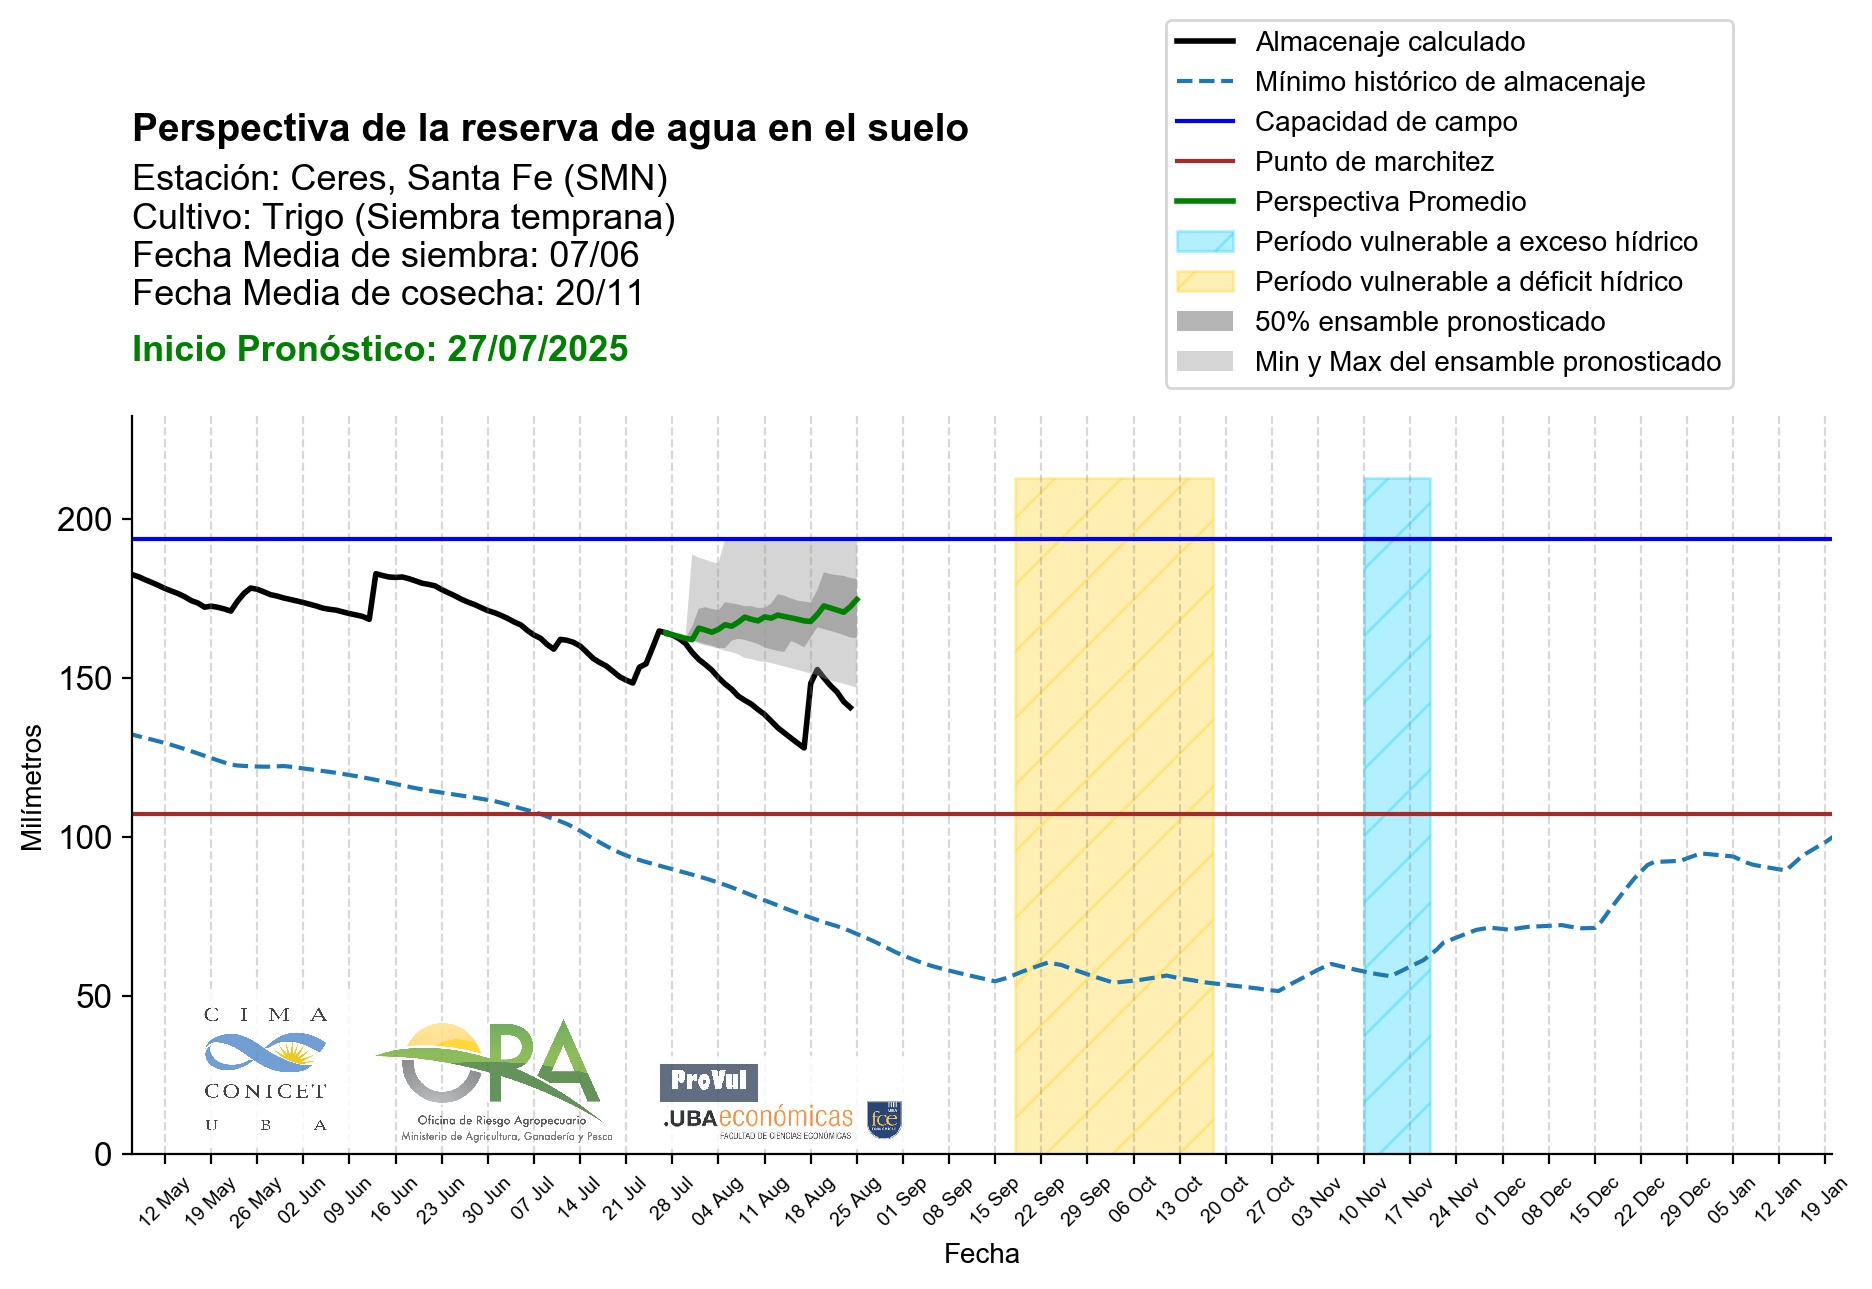 Almacenaje calculado
Mínimo histórico de almacenaje
Capacidad de campo
Punto de marchitez
Perspectiva Promedio
Período vulnerable a exceso hídrico
Período vulnerable a déficit hídrico
50% ensamble pronosticado
Min y Max del ensamble pronosticado
Perspectiva de la reserva de agua en el suelo
Estación: Ceres, Santa Fe (SMN)
Cultivo: Trigo (Siembra temprana)
Fecha Media de siembra: 07/06
Fecha Media de cosecha: 20/11
Inicio Pronóstico: 27/07/2025
200
150
100
50
0
Milímetros
CIMA
CONICET
UBA
ORA
Oficina de Riesgo Agropecuario
Ministerio de Agricultura, Ganadería y Pesca
ProVul
.UBAeconómicas
FACULTAD DE CIENCIAS ECONÓMICAS
UBA
fce
12 May
19 May
26 May
02 Jun
09 Jun
16 Jun
23 Jun
30 Jun
07 Jul
14 Jul
21 Jul
28 Jul
04 Aug
11 Aug
18 Aug
25 Aug
01 Sep
08 Sep
15 Sep
22 Sep
29 Sep
06 Oct
13 Oct
20 Oct
27 Oct
03 Nov
10 Nov
17 Nov
24 Nov
01 Dec
08 Dec
15 Dec
22 Dec
29 Dec
05 Jan
12 Jan
19 Jan
Fecha